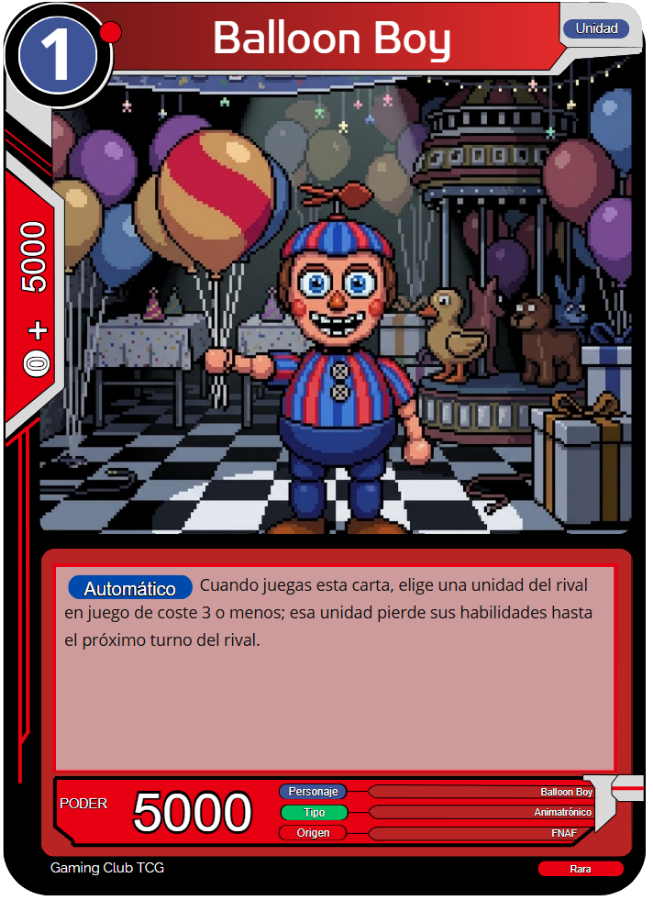 1
Balloon Boy
Unidad
0 + 5000
Automático Cuando juegas esta carta, elige una unidad del rival
en juego de coste 3 o menos; esa unidad pierde sus habilidades hasta
el próximo turno del rival.
PODER
5000
Personaje Balloon Boy
Tipo Animatrónico
Origen FNAF
Gaming Club TCG
Rara